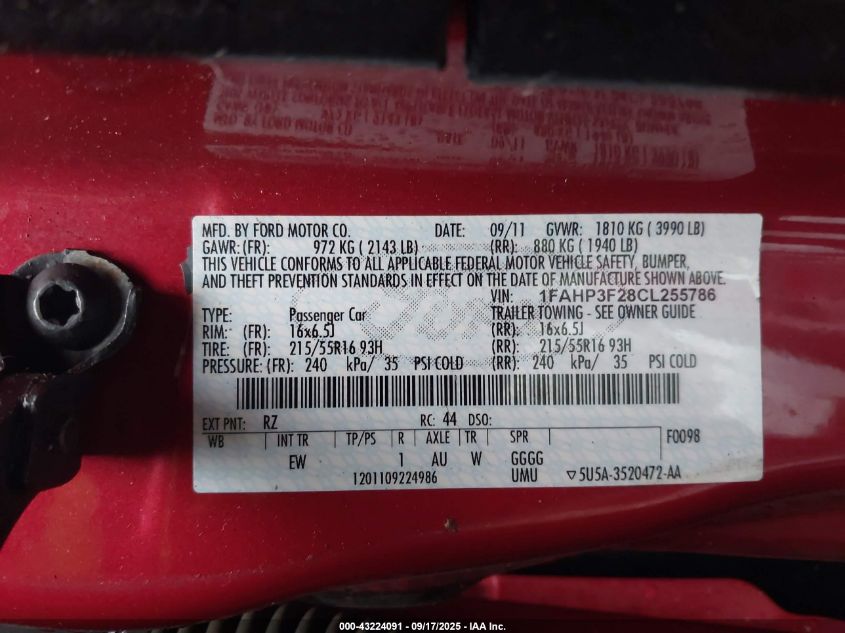 MFD. BY FORD MOTOR CO. DATE: 09/11 GVWR: 1810 KG ( 3990 LB)
GAWR: (FR): 972 KG ( 2143 LB) (RR): 880 KG ( 1940 LB)
THIS VEHICLE CONFORMS TO ALL APPLICABLE FEDERAL MOTOR VEHICLE SAFETY, BUMPER,
AND THEFT PREVENTION STANDARDS IN EFFECT ON THE DATE OF MANUFACTURE SHOWN ABOVE.
VIN: 1FAHP3F28CL255786
TYPE: Passenger Car TRAILER TOWING - SEE OWNER GUIDE
RIM: (FR): 16x6.5J (RR): 16x6.5J
TIRE: (FR): 215/55R16 93H (RR): 215/55R16 93H
PRESSURE: (FR): 240 kPa/ 35 PSI COLD (RR): 240 kPa/ 35 PSI COLD
EXT PNT: RZ RC: 44 DSO:
WB INT TR TP/PS R AXLE TR SPR F0098
EW 1 AU W GGGG
1201109224986 UMU ▽5U5A-3520472-AA
000-43224091 - 09/17/2025 - IAA Inc.